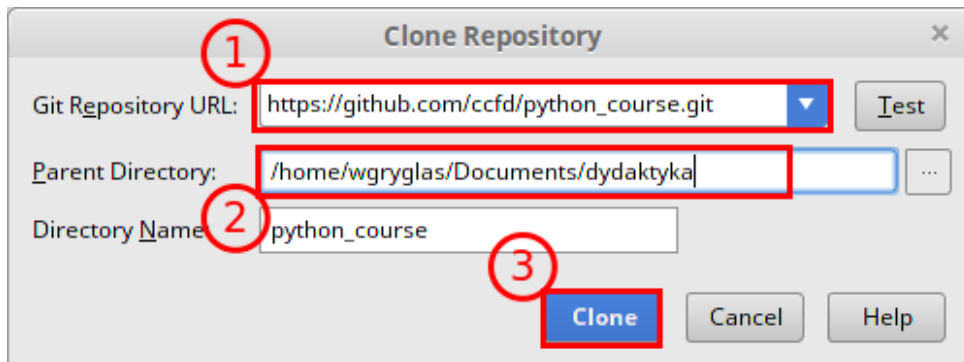 Clone Repository
1
Git Repository URL: https://github.com/ccfd/python_course.git Test
Parent Directory: /home/wgryglas/Documents/dydaktyka ...
2
Directory Name: python_course
3
Clone Cancel Help